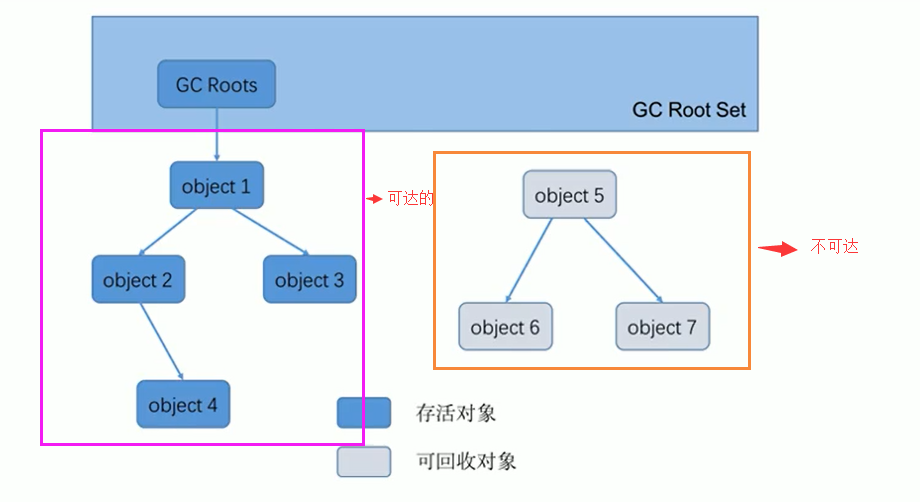 GC Roots
GC Root Set
object 1
可达的
object 5
不可达
object 2
object 3
object 6
object 7
object 4
存活对象
可回收对象